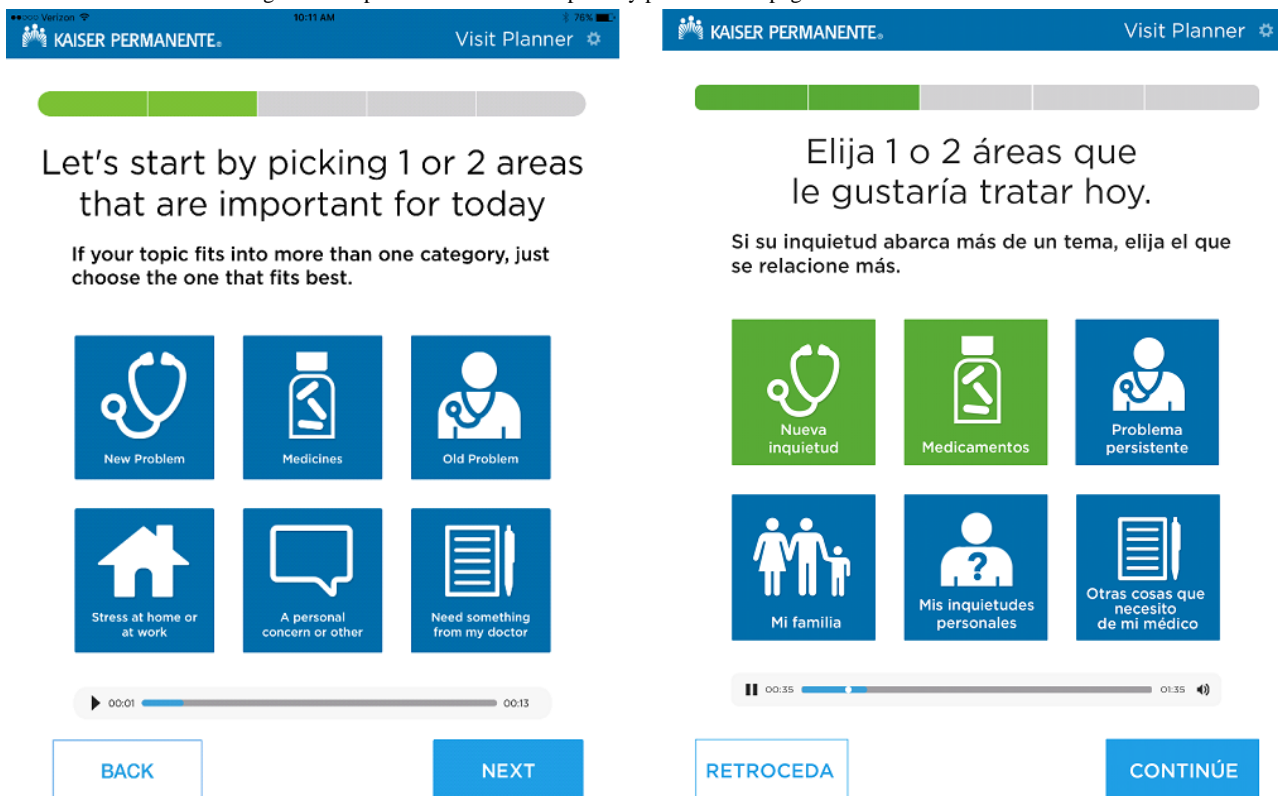 ●●○○○ Verizon 10:11 AM 76%
KAISER PERMANENTE®
Visit Planner
Let's start by picking 1 or 2 areas
that are important for today
If your topic fits into more than one category, just
choose the one that fits best.
New Problem
Medicines
Old Problem
Stress at home or
at work
A personal
concern or other
Need something
from my doctor
00:01
00:13
BACK
NEXT
KAISER PERMANENTE®
Visit Planner
Elija 1 o 2 áreas que
le gustaría tratar hoy.
Si su inquietud abarca más de un tema, elija el que
se relacione más.
Nueva
inquietud
Medicamentos
Problema
persistente
Mi familia
Mis inquietudes
personales
Otras cosas que
necesito
de mi médico
00:35
01:35
RETROCEDA
CONTINÚE